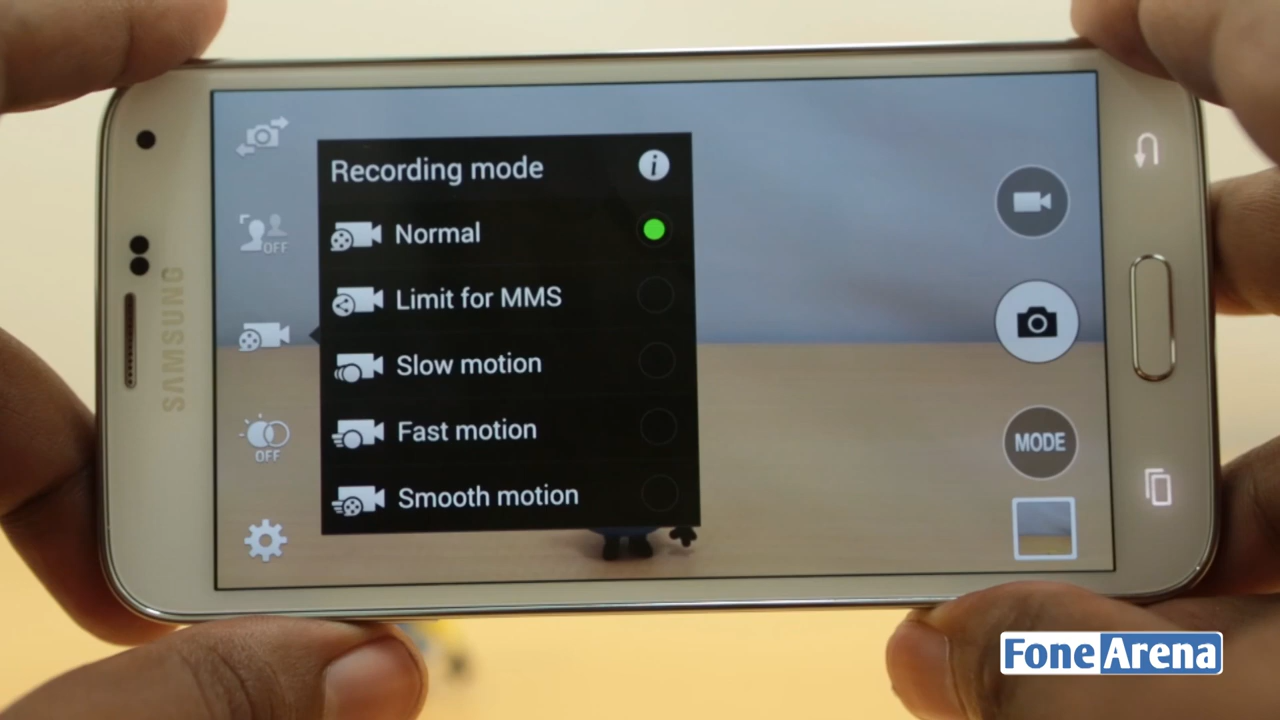 Recording mode
Normal
OFF
Limit for MMS
SAMSUNG
Slow motion
Fast motion
OFF
MODE
Smooth motion
FoneArena